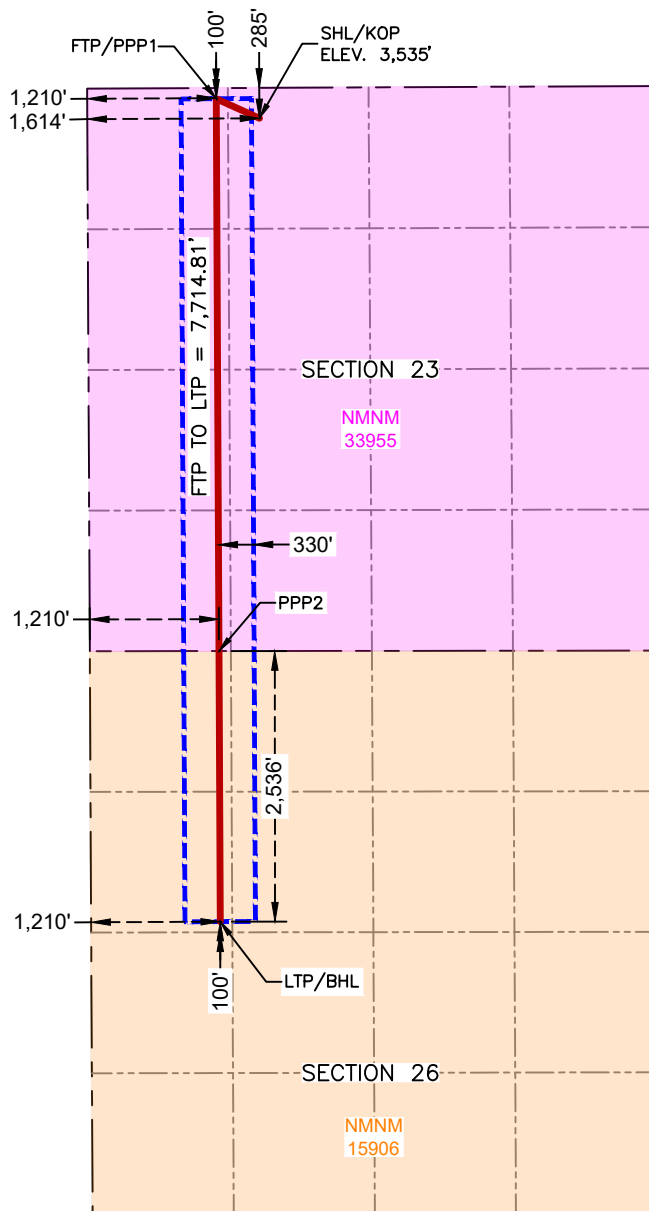 100'
285'
FTP/PPP1
SHL/KOP
ELEV. 3,535'
1,210'
1,614'
FTP TO LTP = 7,714.81'
SECTION 23
NMNM
33955
330'
1,210'
PPP2
2,536'
1,210'
100'
LTP/BHL
SECTION 26
NMNM
15906